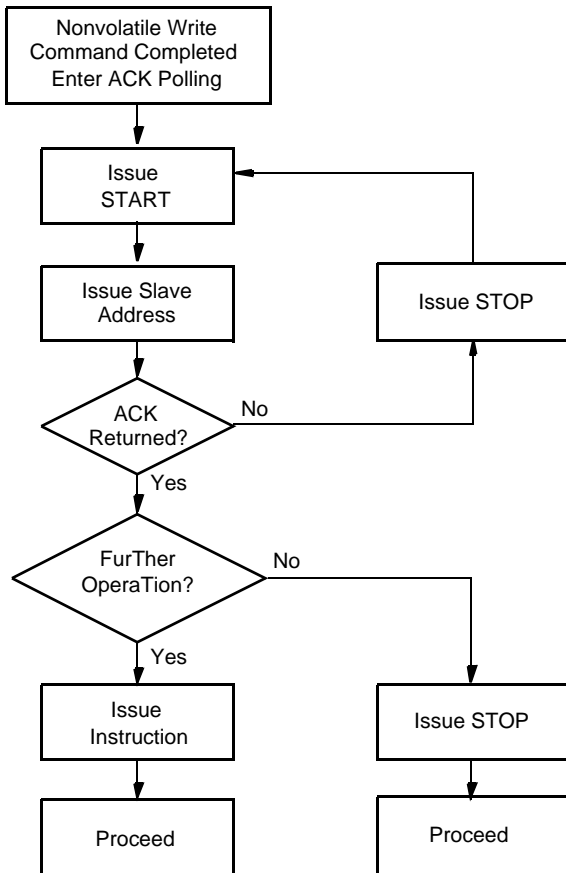 Nonvolatile Write
Command Completed
Enter ACK Polling
Issue
START
Issue Slave
Address
Issue STOP
ACK
Returned?
No
Yes
FurTher
OperaTion?
No
Yes
Issue
Instruction
Issue STOP
Proceed
Proceed